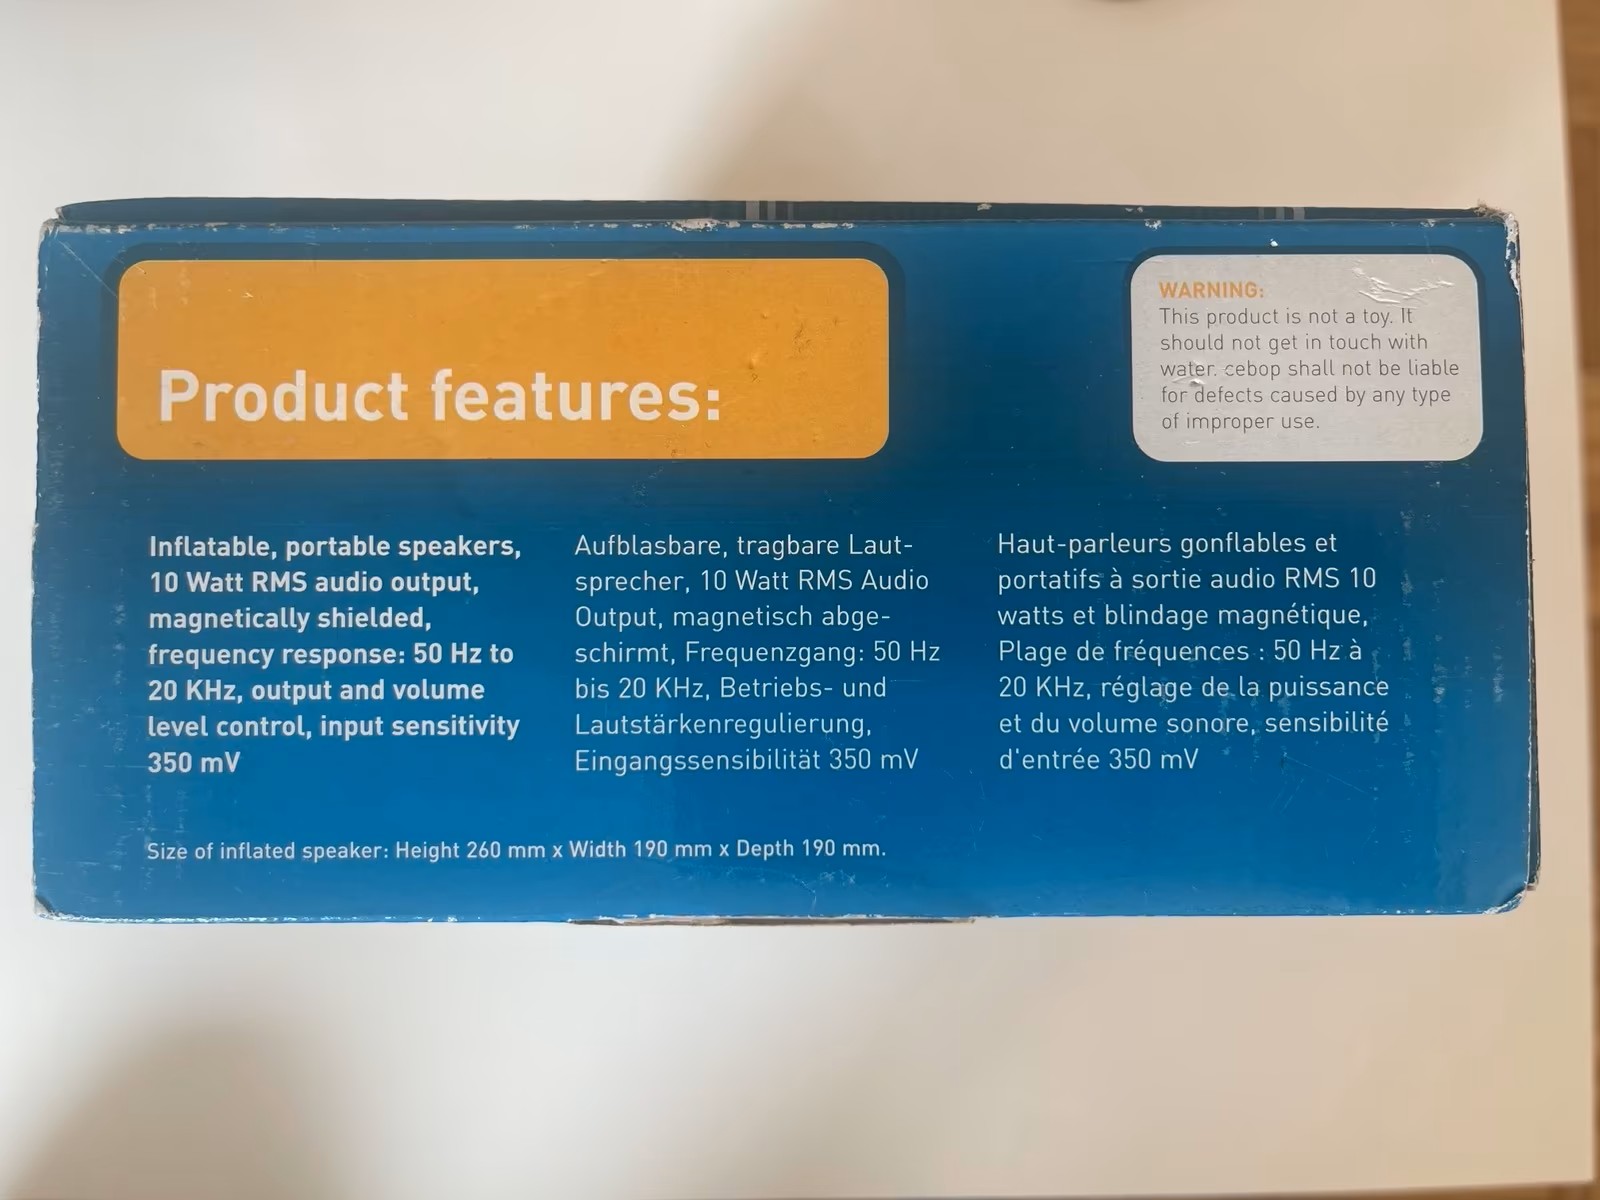 Product features:
WARNING:
This product is not a toy. It
should not get in touch with
water. cebop shall not be liable
for defects caused by any type
of improper use.
Inflatable, portable speakers,
10 Watt RMS audio output,
magnetically shielded,
frequency response: 50 Hz to
20 KHz, output and volume
level control, input sensitivity
350 mV
Aufblasbare, tragbare Laut-
sprecher, 10 Watt RMS Audio
Output, magnetisch abge-
schirmt, Frequenzgang: 50 Hz
bis 20 KHz, Betriebs- und
Lautstärkenregulierung,
Eingangssensibilität 350 mV
Haut-parleurs gonflables et
portatifs à sortie audio RMS 10
watts et blindage magnétique,
Plage de fréquences : 50 Hz à
20 KHz, réglage de la puissance
et du volume sonore, sensibilité
d'entrée 350 mV
Size of inflated speaker: Height 260 mm x Width 190 mm x Depth 190 mm.